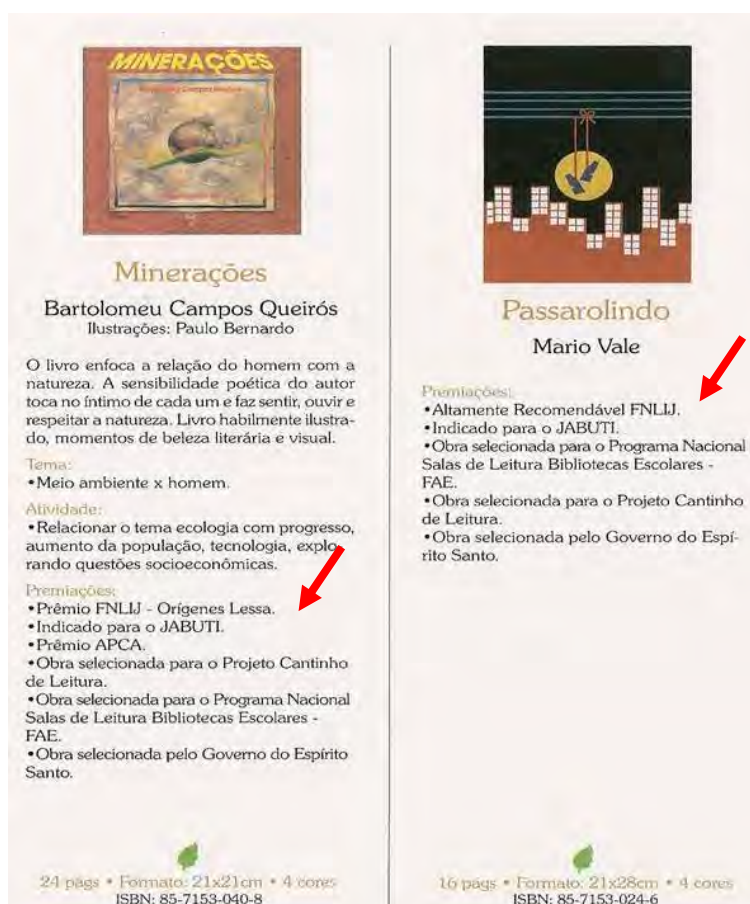 MINERAÇÕES
Minerações
Bartolomeu Campos Queirós
Ilustrações: Paulo Bernardo
O livro enfoca a relação do homem com a
natureza. A sensibilidade poética do autor
toca no íntimo de cada um e faz sentir, ouvir e
respeitar a natureza. Livro habilmente ilustra-
do, momentos de beleza literária e visual.
Tema:
•Meio ambiente x homem.
Atividade:
•Relacionar o tema ecologia com progresso,
aumento da população, tecnologia, explo-
rando questões socioeconômicas.
Premiações:
•Prêmio FNLIJ - Orígenes Lessa.
•Indicado para o JABUTI.
•Prêmio APCA.
•Obra selecionada para o Projeto Cantinho
de Leitura.
•Obra selecionada para o Programa Nacional
Salas de Leitura Bibliotecas Escolares -
FAE.
•Obra selecionada pelo Governo do Espírito
Santo.
24 págs • Formato: 21x21cm • 4 cores
ISBN: 85-7153-040-8
Passarolindo
Mario Vale
Premiações:
•Altamente Recomendável FNLIJ.
•Indicado para o JABUTI.
•Obra selecionada para o Programa Nacional
Salas de Leitura Bibliotecas Escolares -
FAE.
•Obra selecionada para o Projeto Cantinho
de Leitura.
•Obra selecionada pelo Governo do Espí-
rito Santo.
16 págs • Formato: 21x28cm • 4 cores
ISBN: 85-7153-024-6